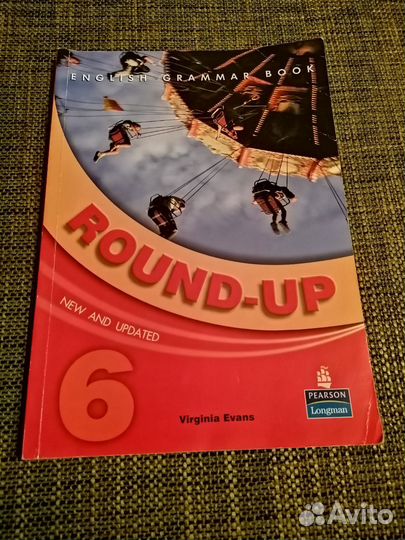 ENGLISH GRAMMAR BOOK
ROUND-UP
NEW AND UPDATED
6
Virginia Evans
PEARSON
Longman
Avito